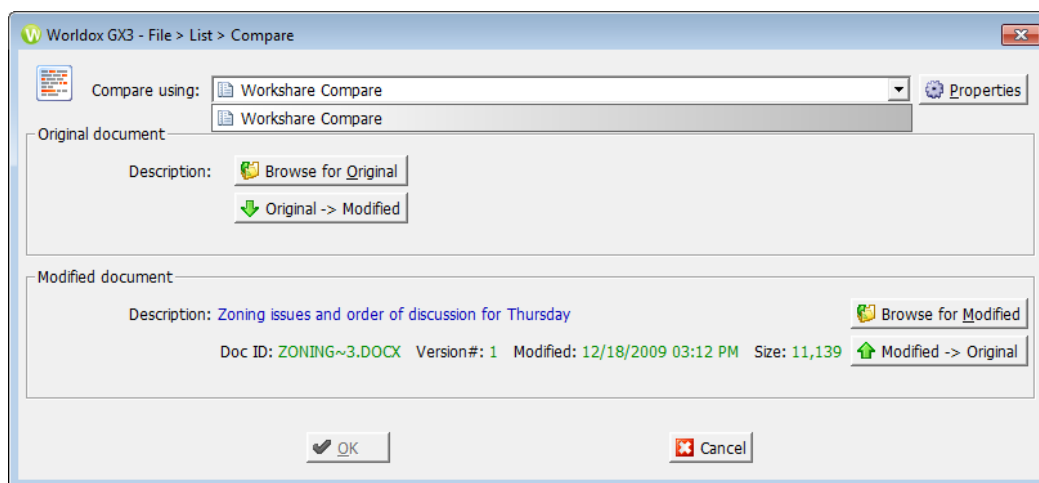 Worldox GX3 - File > List > Compare
Compare using: Workshare Compare Properties
Workshare Compare
Original document
Description: Browse for Original
Original -> Modified
Modified document
Description: Zoning issues and order of discussion for Thursday Browse for Modified
Doc ID: ZONING~3.DOCX Version#: 1 Modified: 12/18/2009 03:12 PM Size: 11,139 Modified -> Original
OK Cancel